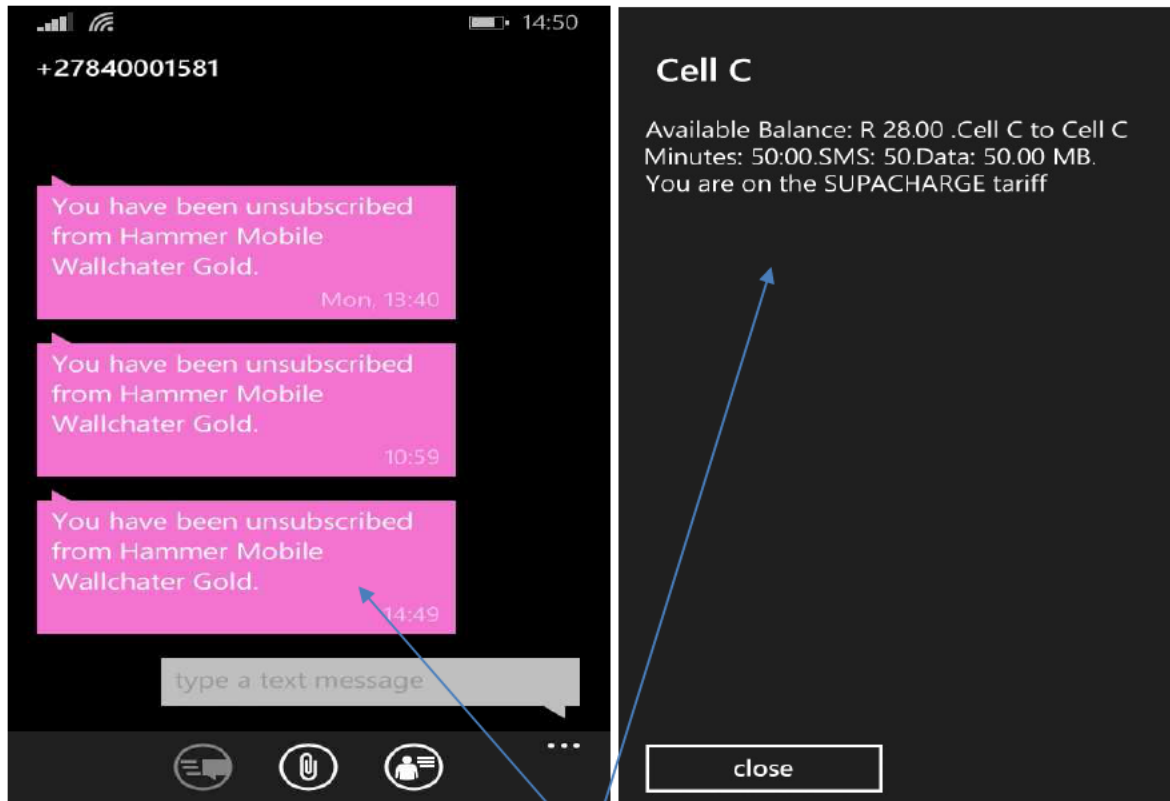 14:50
+27840001581
You have been unsubscribed
from Hammer Mobile
Wallchater Gold.
Mon, 13:40
You have been unsubscribed
from Hammer Mobile
Wallchater Gold.
10:59
You have been unsubscribed
from Hammer Mobile
Wallchater Gold.
14:49
type a text message
Cell C
Available Balance: R 28.00 .Cell C to Cell C
Minutes: 50:00.SMS: 50.Data: 50.00 MB.
You are on the SUPACHARGE tariff
close